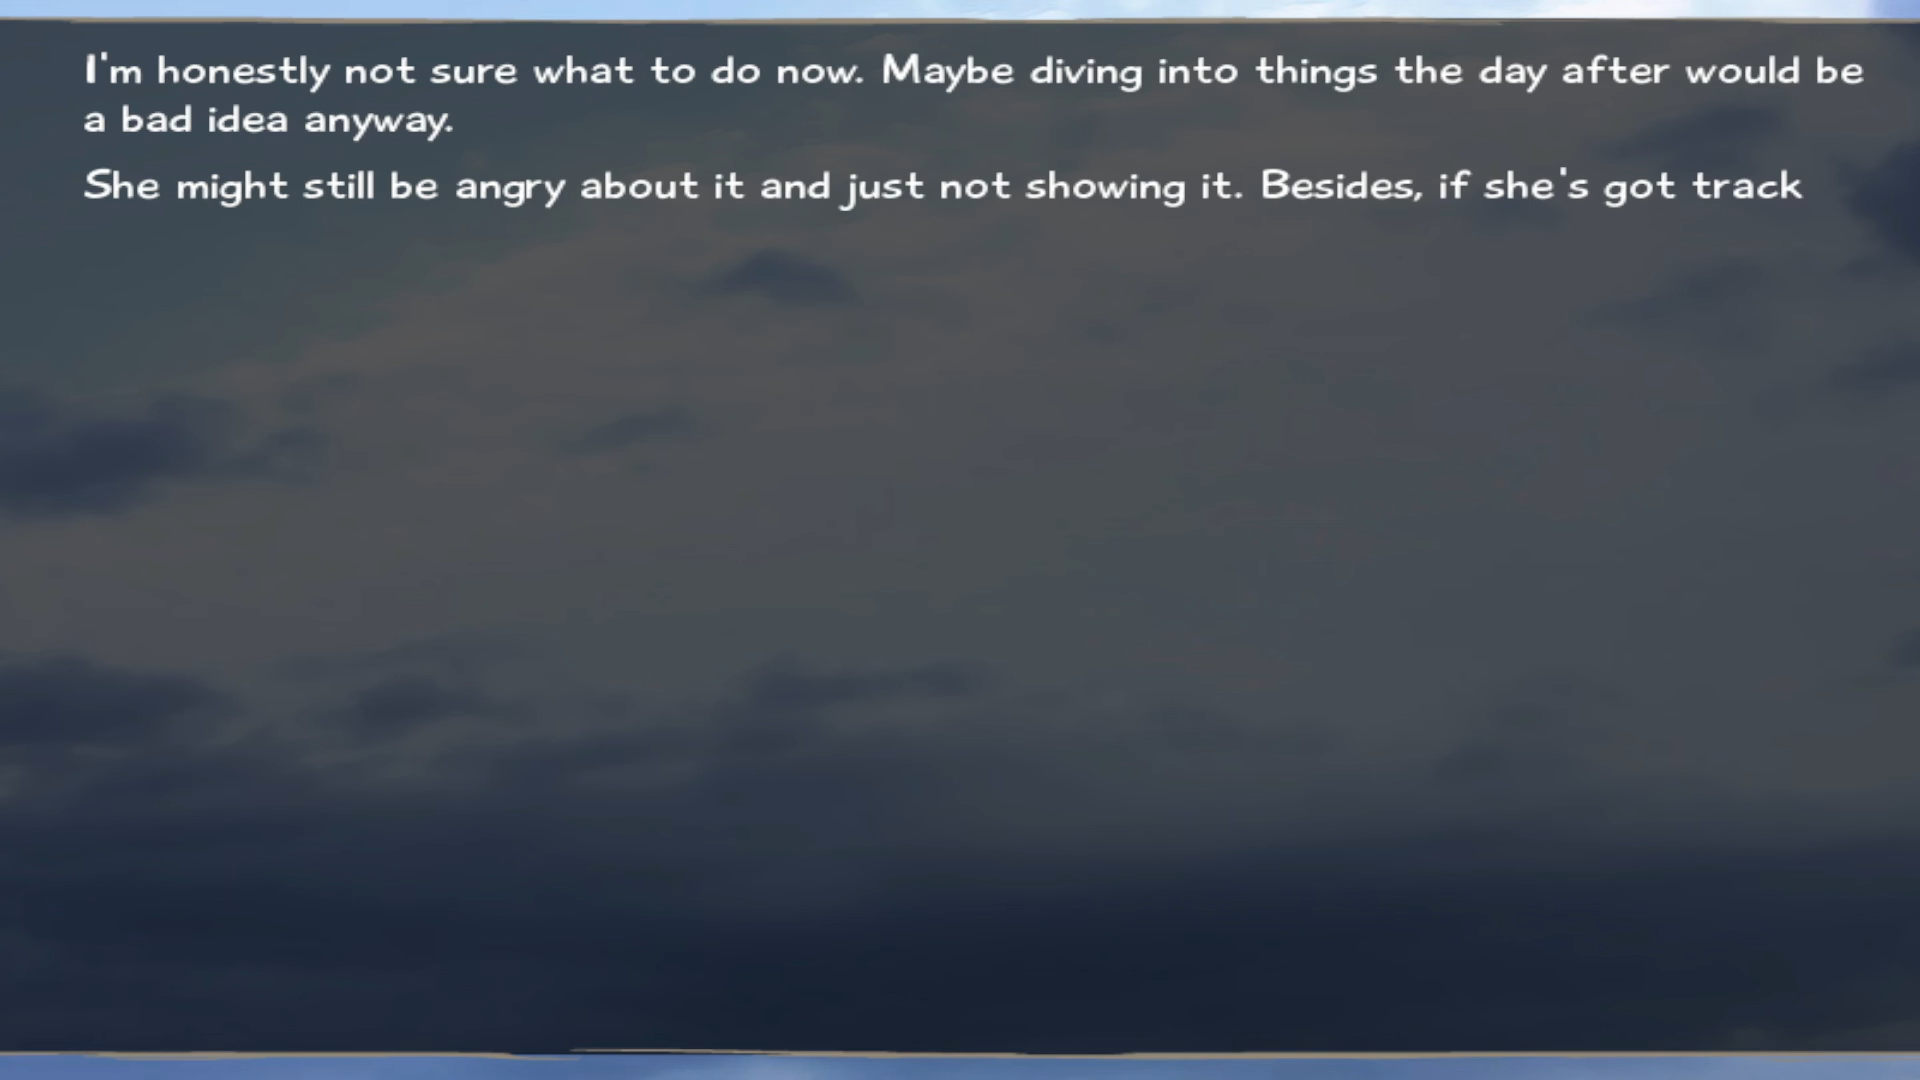 I'm honestly not sure what to do now. Maybe diving into things the day after would be
a bad idea anyway.
She might still be angry about it and just not showing it. Besides, if she's got track